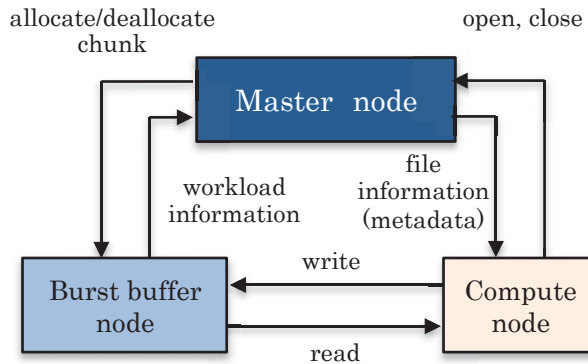 allocate/deallocate
chunk
open, close
Master node
workload
information
file
information
(metadata)
write
Burst buffer
node
Compute
node
read